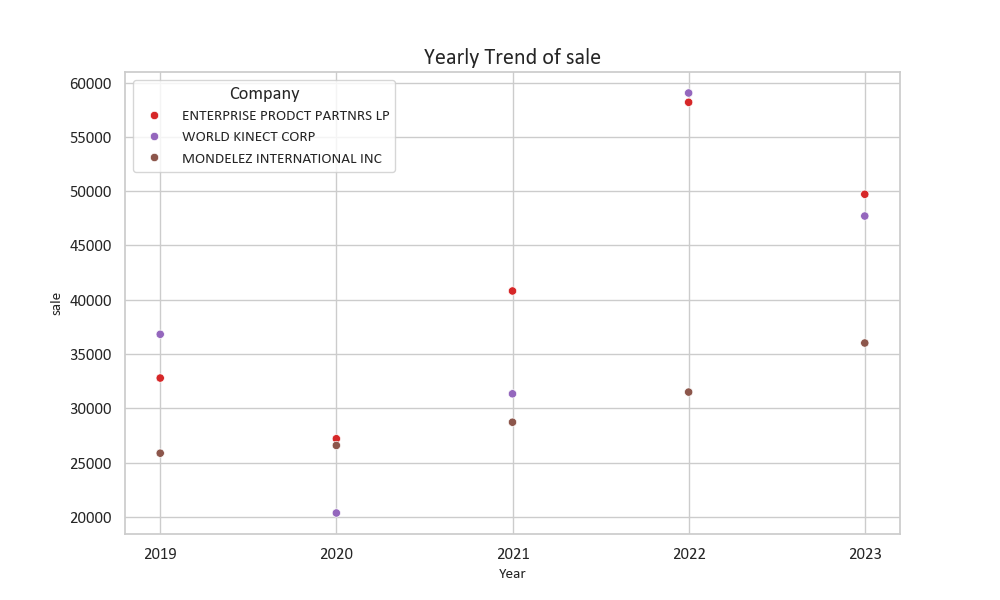 Yearly Trend of sale
Company
ENTERPRISE PRODCT PARTNRS LP
WORLD KINECT CORP
MONDELEZ INTERNATIONAL INC
60000
55000
50000
45000
40000
35000
30000
25000
20000
sale
2019 2020 2021 2022 2023
Year